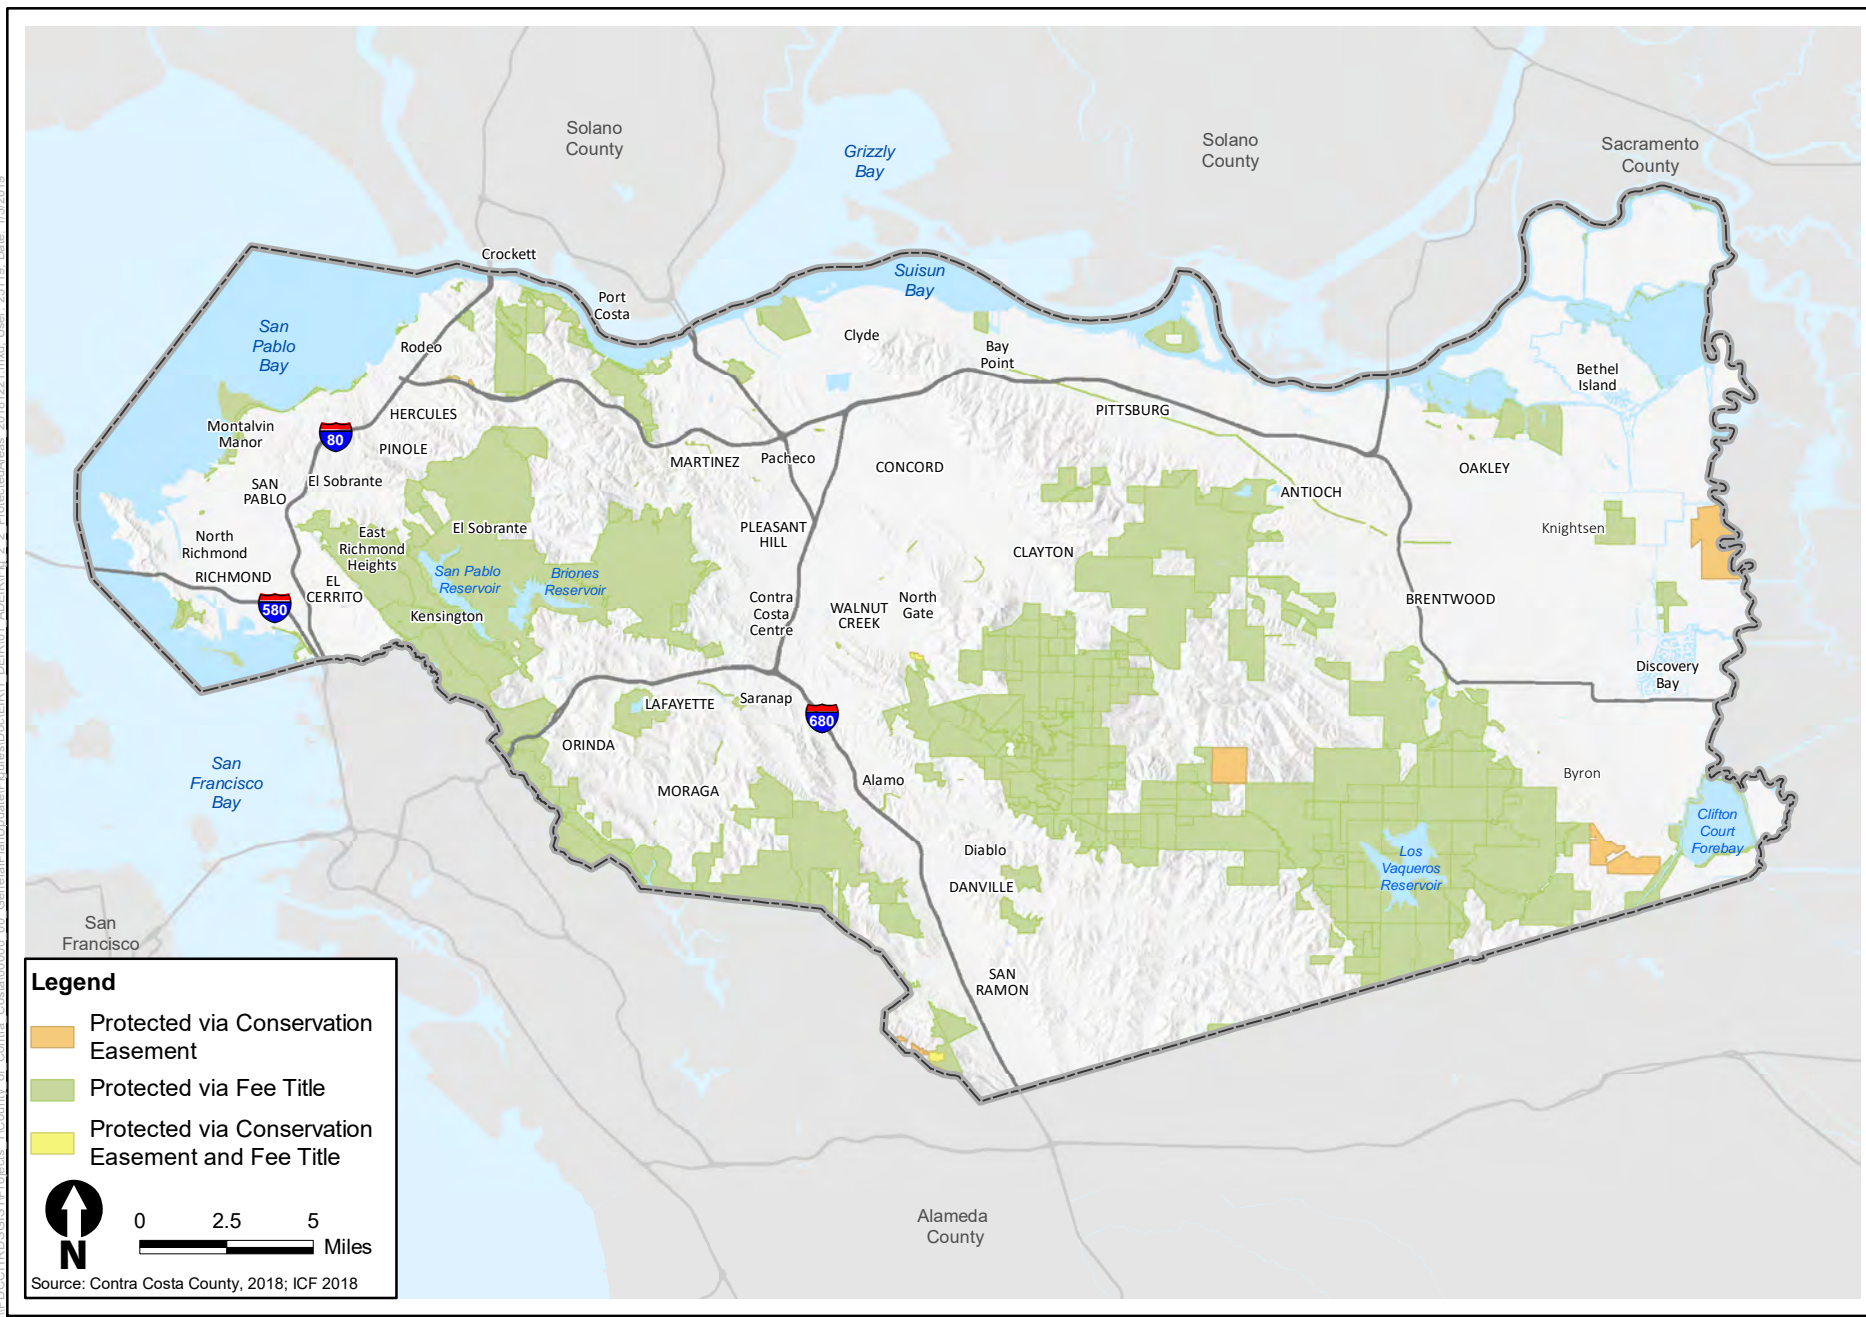 Solano
County
Grizzly
Bay
Solano
County
Sacramento
County
Crockett
Suisun
Bay
Port
Costa
San
Pablo
Bay
Rodeo
Clyde
Bay
Point
Bethel
Island
HERCULES
PITTSBURG
Montalvin
Manor
80
PINOLE
MARTINEZ
Pacheco
CONCORD
OAKLEY
SAN
PABLO
El Sobrante
ANTIOCH
North
Richmond
East
Richmond
Heights
El Sobrante
PLEASANT
HILL
CLAYTON
Knightsen
RICHMOND
EL
CERRITO
San Pablo
Reservoir
Briones
Reservoir
580
Kensington
Contra
Costa
Centre
WALNUT
CREEK
North
Gate
BRENTWOOD
Discovery
Bay
LAFAYETTE
Saranap
680
ORINDA
San
Francisco
Bay
MORAGA
Alamo
Byron
Clifton
Court
Forebay
Diablo
Los
Vaqueros
Reservoir
DANVILLE
San
Francisco
SAN
RAMON
Legend
Protected via Conservation
Easement
Protected via Fee Title
Protected via Conservation
Easement and Fee Title
N
0 2.5 5
Miles
Source: Contra Costa County, 2018; ICF 2018
Alameda
County